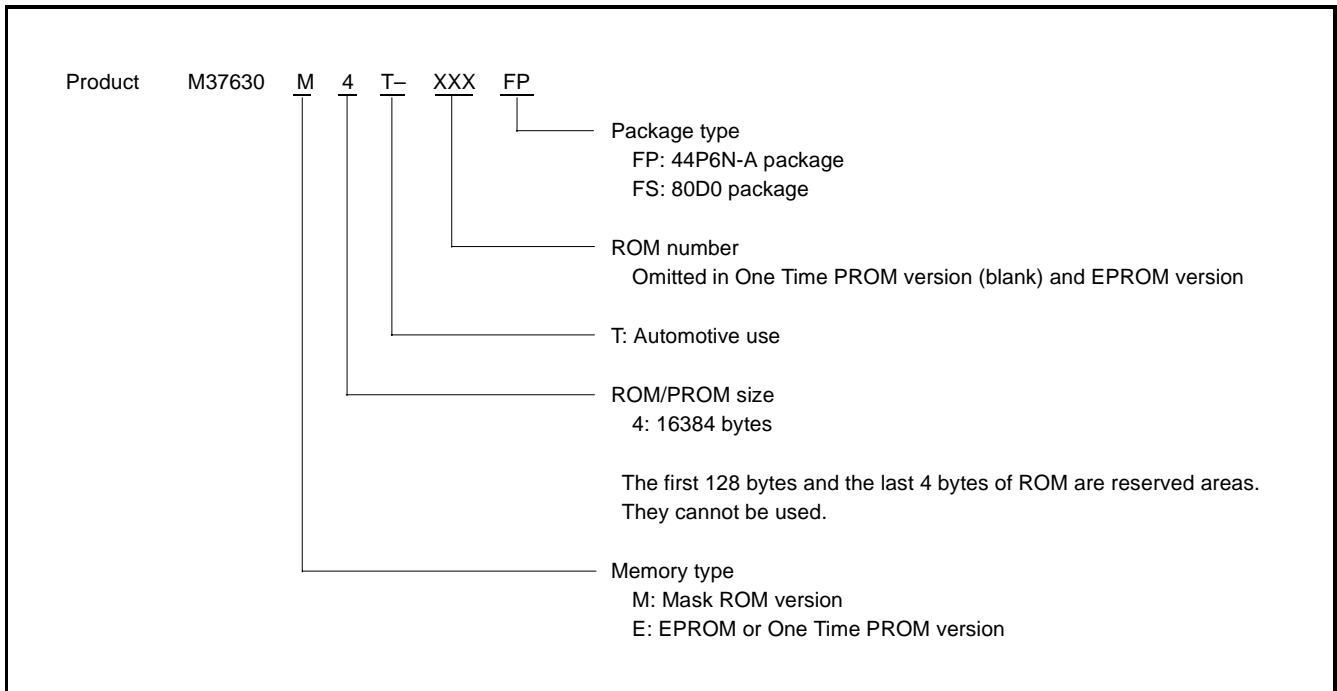 Product M37630 M 4 T– XXX FP
Package type
FP: 44P6N-A package
FS: 80D0 package
ROM number
Omitted in One Time PROM version (blank) and EPROM version
T: Automotive use
ROM/PROM size
4: 16384 bytes
The first 128 bytes and the last 4 bytes of ROM are reserved areas.
They cannot be used.
Memory type
M: Mask ROM version
E: EPROM or One Time PROM version